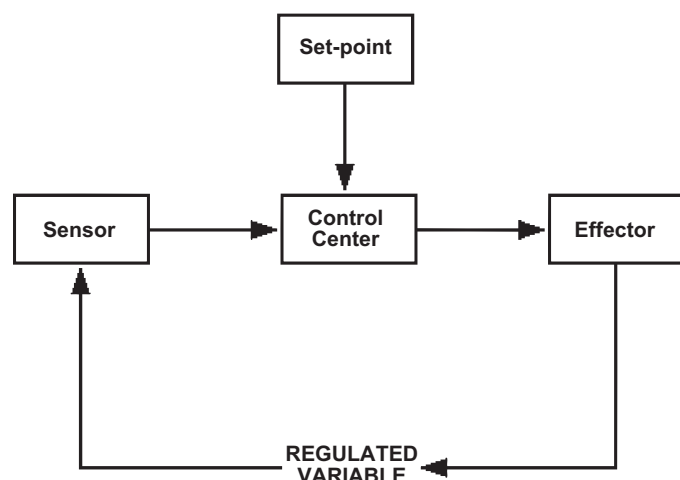 Set-point
Sensor
Control
Center
Effector
REGULATED
VARIABLE